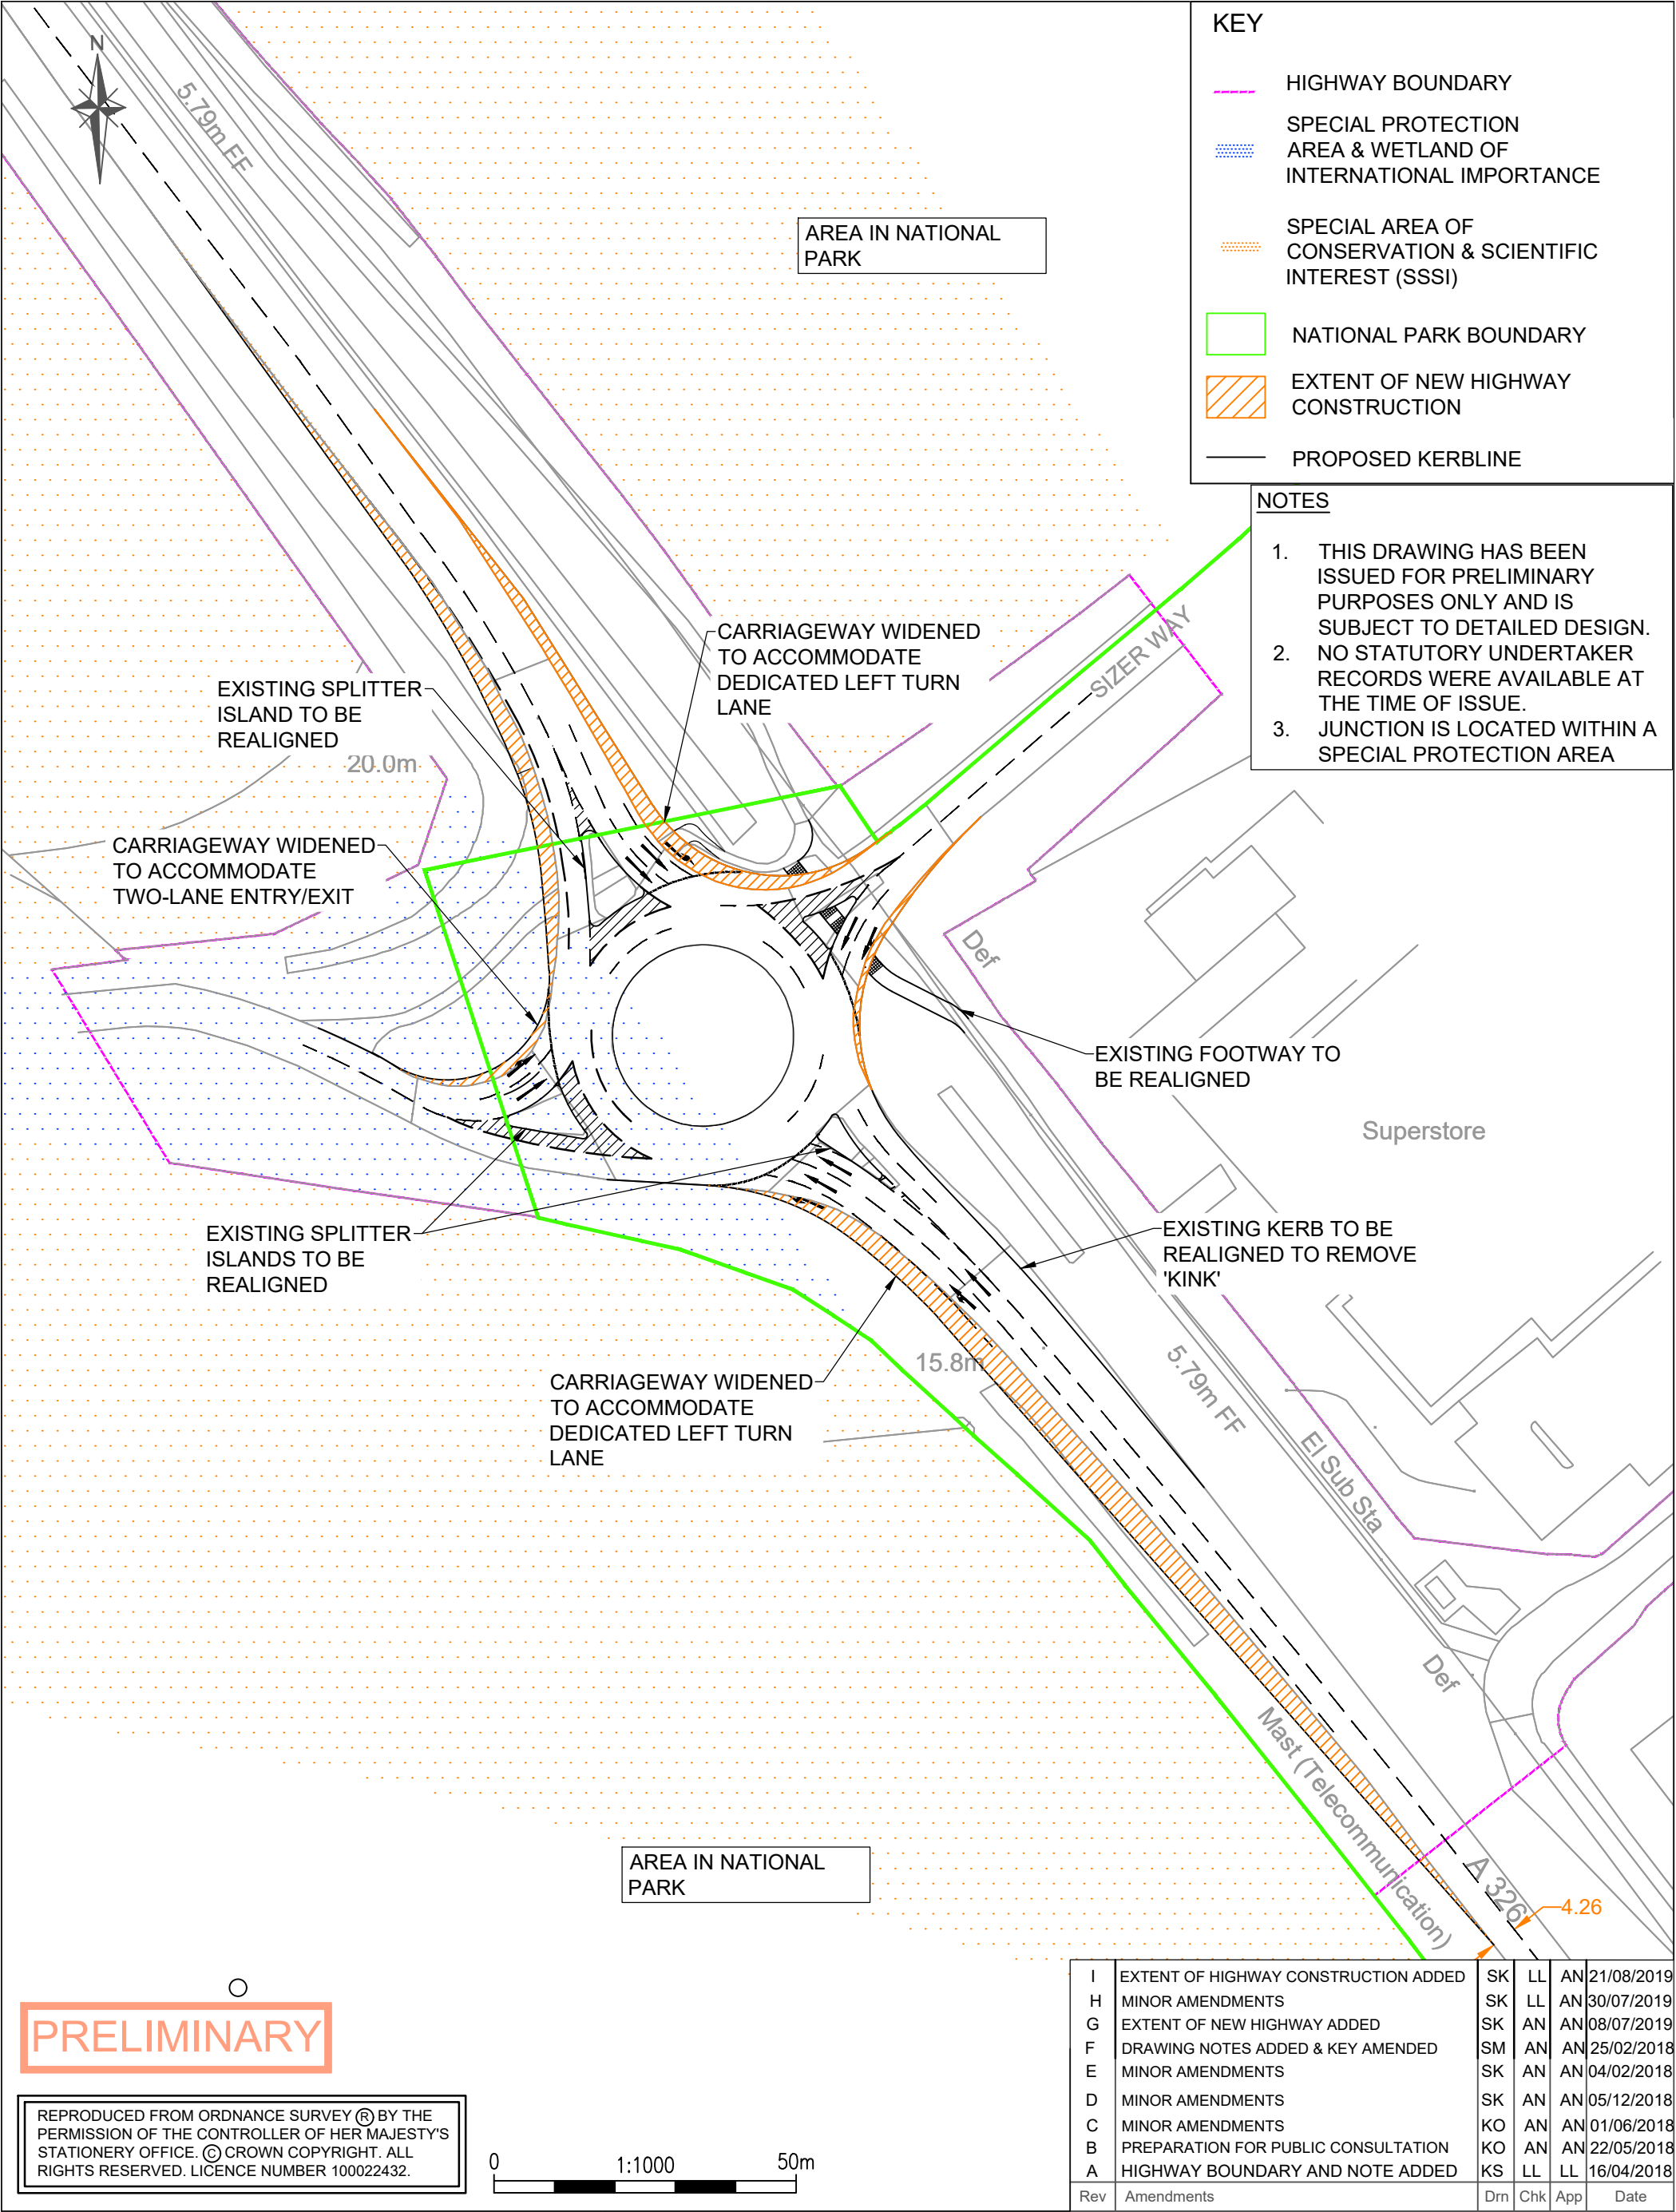 N
5.79m FF
KEY
HIGHWAY BOUNDARY
SPECIAL PROTECTION
AREA & WETLAND OF
INTERNATIONAL IMPORTANCE
SPECIAL AREA OF
CONSERVATION & SCIENTIFIC
INTEREST (SSSI)
NATIONAL PARK BOUNDARY
EXTENT OF NEW HIGHWAY
CONSTRUCTION
PROPOSED KERBLINE
NOTES
1. THIS DRAWING HAS BEEN
ISSUED FOR PRELIMINARY
PURPOSES ONLY AND IS
SUBJECT TO DETAILED DESIGN.
2. NO STATUTORY UNDERTAKER
RECORDS WERE AVAILABLE AT
THE TIME OF ISSUE.
3. JUNCTION IS LOCATED WITHIN A
SPECIAL PROTECTION AREA
AREA IN NATIONAL
PARK
CARRIAGEWAY WIDENED
TO ACCOMMODATE
DEDICATED LEFT TURN
LANE
SIZER WAY
EXISTING SPLITTER
ISLAND TO BE
REALIGNED
20.0m
CARRIAGEWAY WIDENED
TO ACCOMMODATE
TWO-LANE ENTRY/EXIT
Def
EXISTING FOOTWAY TO
BE REALIGNED
Superstore
EXISTING SPLITTER
ISLANDS TO BE
REALIGNED
EXISTING KERB TO BE
REALIGNED TO REMOVE
'KINK'
15.8m
CARRIAGEWAY WIDENED
TO ACCOMMODATE
DEDICATED LEFT TURN
LANE
5.79m FF
El Sub Sta
Def
Mast (Telecommunication)
A 326
4.26
AREA IN NATIONAL
PARK
PRELIMINARY
REPRODUCED FROM ORDNANCE SURVEY ® BY THE
PERMISSION OF THE CONTROLLER OF HER MAJESTY'S
STATIONERY OFFICE. © CROWN COPYRIGHT. ALL
RIGHTS RESERVED. LICENCE NUMBER 100022432.
0 1:1000 50m
I EXTENT OF HIGHWAY CONSTRUCTION ADDED SK LL AN 21/08/2019
H MINOR AMENDMENTS SK LL AN 30/07/2019
G EXTENT OF NEW HIGHWAY ADDED SK AN AN 08/07/2019
F DRAWING NOTES ADDED & KEY AMENDED SM AN AN 25/02/2018
E MINOR AMENDMENTS SK AN AN 04/02/2018
D MINOR AMENDMENTS SK AN AN 05/12/2018
C MINOR AMENDMENTS KO AN AN 01/06/2018
B PREPARATION FOR PUBLIC CONSULTATION KO AN AN 22/05/2018
A HIGHWAY BOUNDARY AND NOTE ADDED KS LL LL 16/04/2018
Rev Amendments Drn Chk App Date